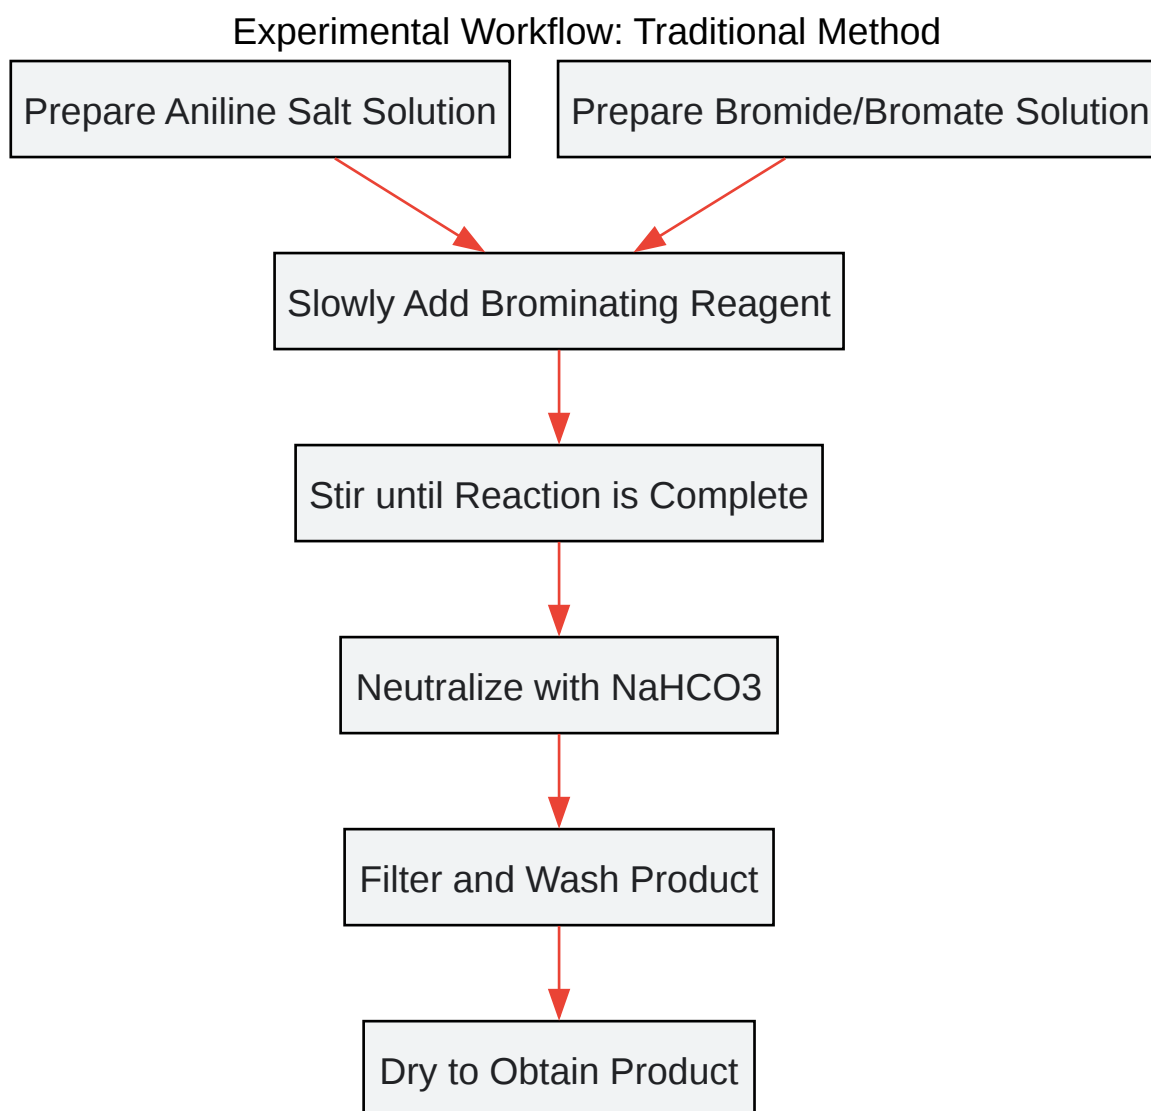 Experimental Workflow: Traditional Method
Prepare Aniline Salt Solution
Prepare Bromide/Bromate Solution
Slowly Add Brominating Reagent
Stir until Reaction is Complete
Neutralize with NaHCO3
Filter and Wash Product
Dry to Obtain Product